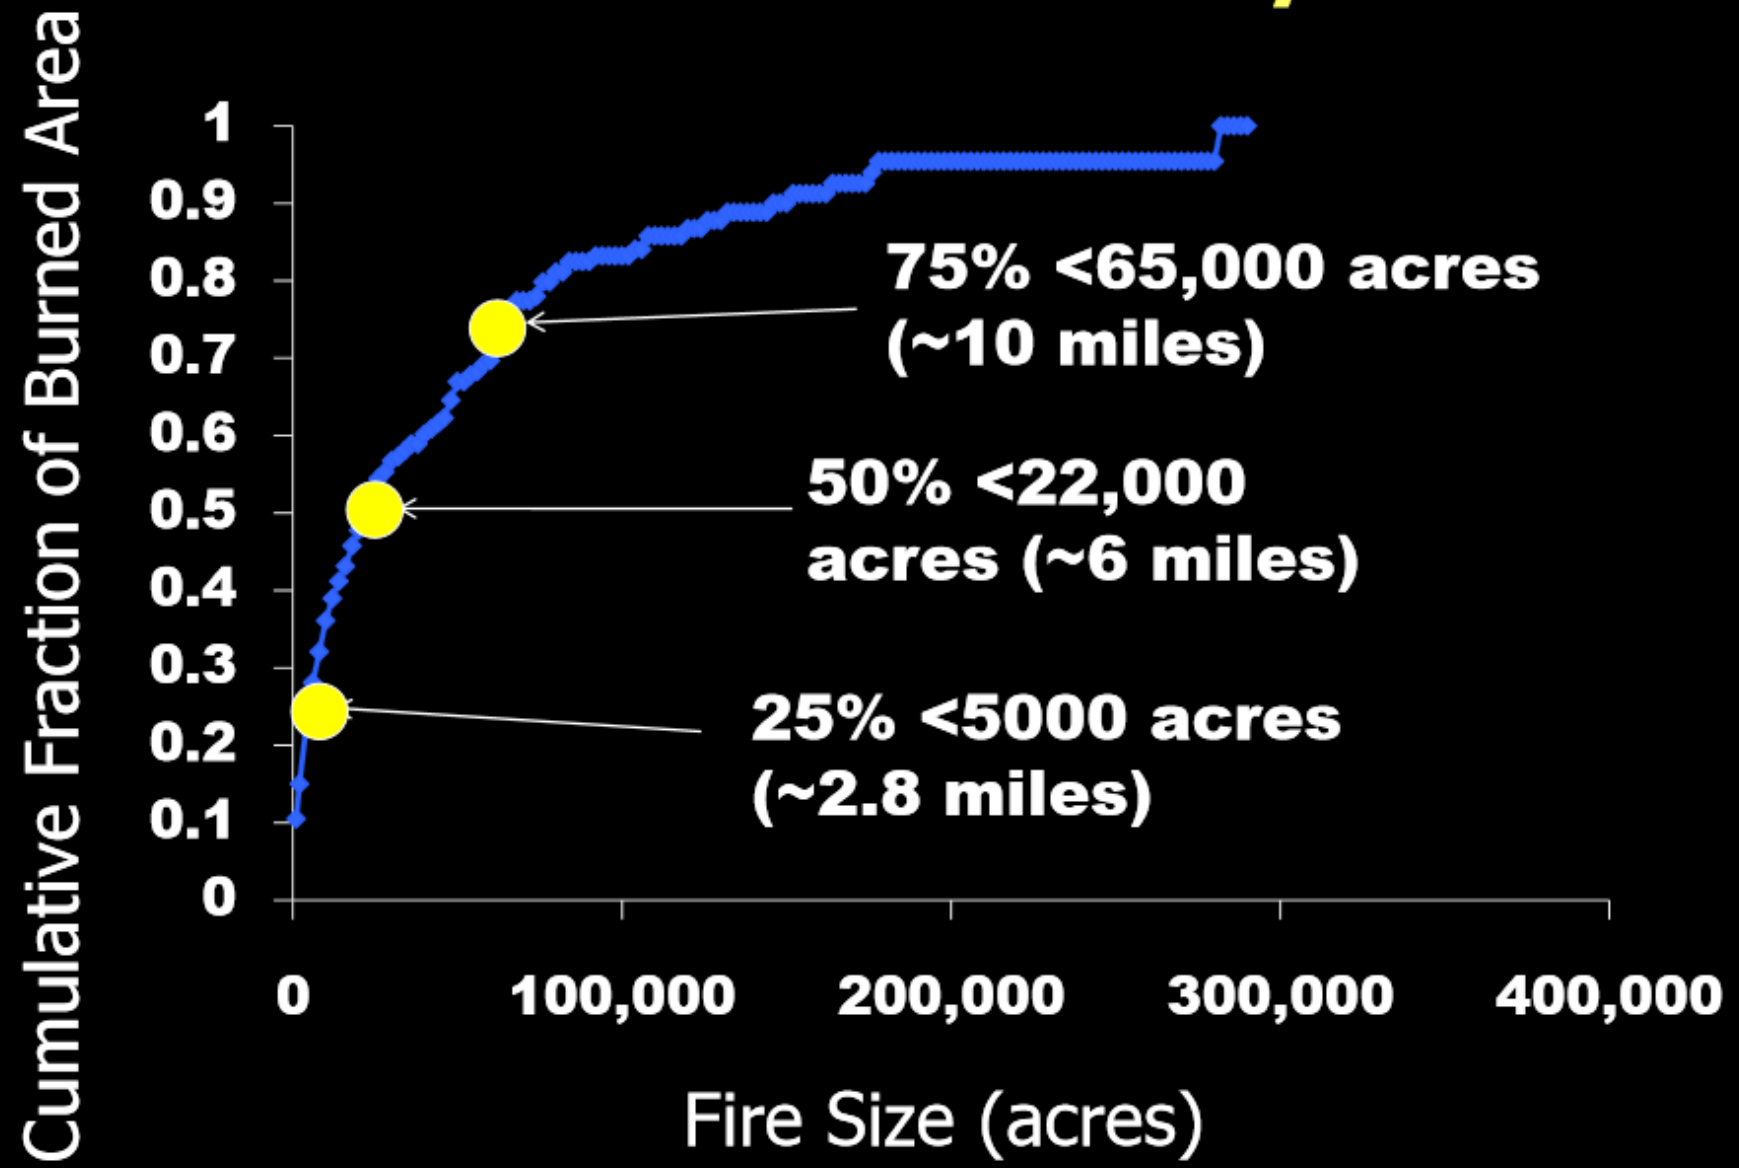 Cumulative Fraction of Burned Area
1
0.9
0.8
0.7
0.6
0.5
0.4
0.3
0.2
0.1
0
75% <65,000 acres
(~10 miles)
50% <22,000
acres (~6 miles)
25% <5000 acres
(~2.8 miles)
0 100,000 200,000 300,000 400,000
Fire Size (acres)